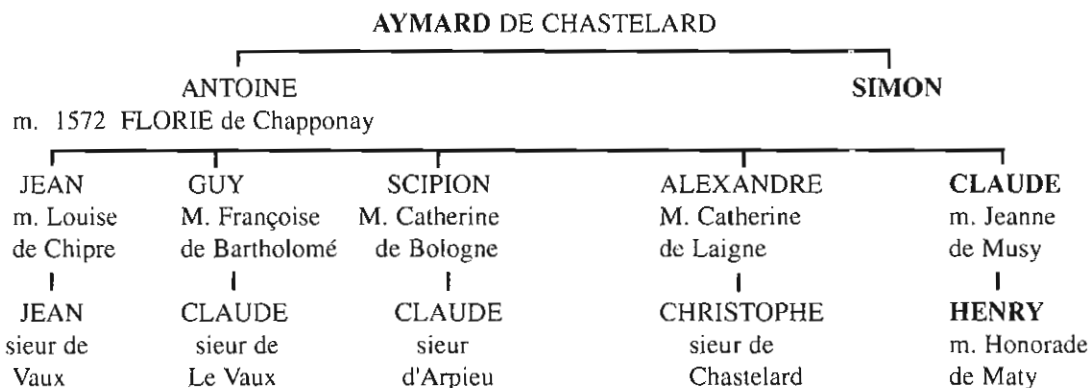 AYMARD DE CHASTELARD
ANTOINE SIMON
m. 1572 FLORIE de Chapponay
JEAN GUY SCIPION ALEXANDRE CLAUDE
m. Louise M. Françoise M. Catherine M. Catherine m. Jeanne
de Chipre de Bartholomé de Bologne de Laigne de Musy
JEAN CLAUDE CLAUDE CHRISTOPHE HENRY
sieur de sieur de sieur sieur de m. Honorade
Vaux Le Vaux d'Arpieu Chastelard de Maty